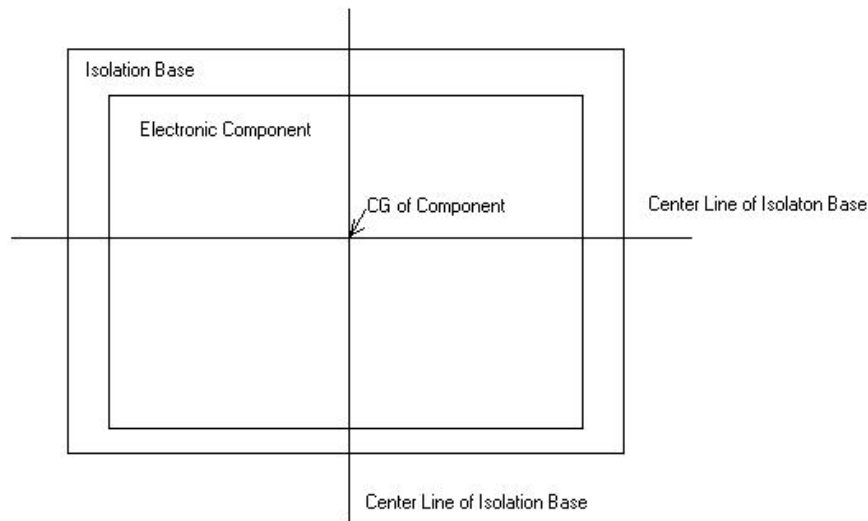 Isolation Base
Electronic Component
CG of Component
Center Line of Isolaton Base
Center Line of Isolation Base